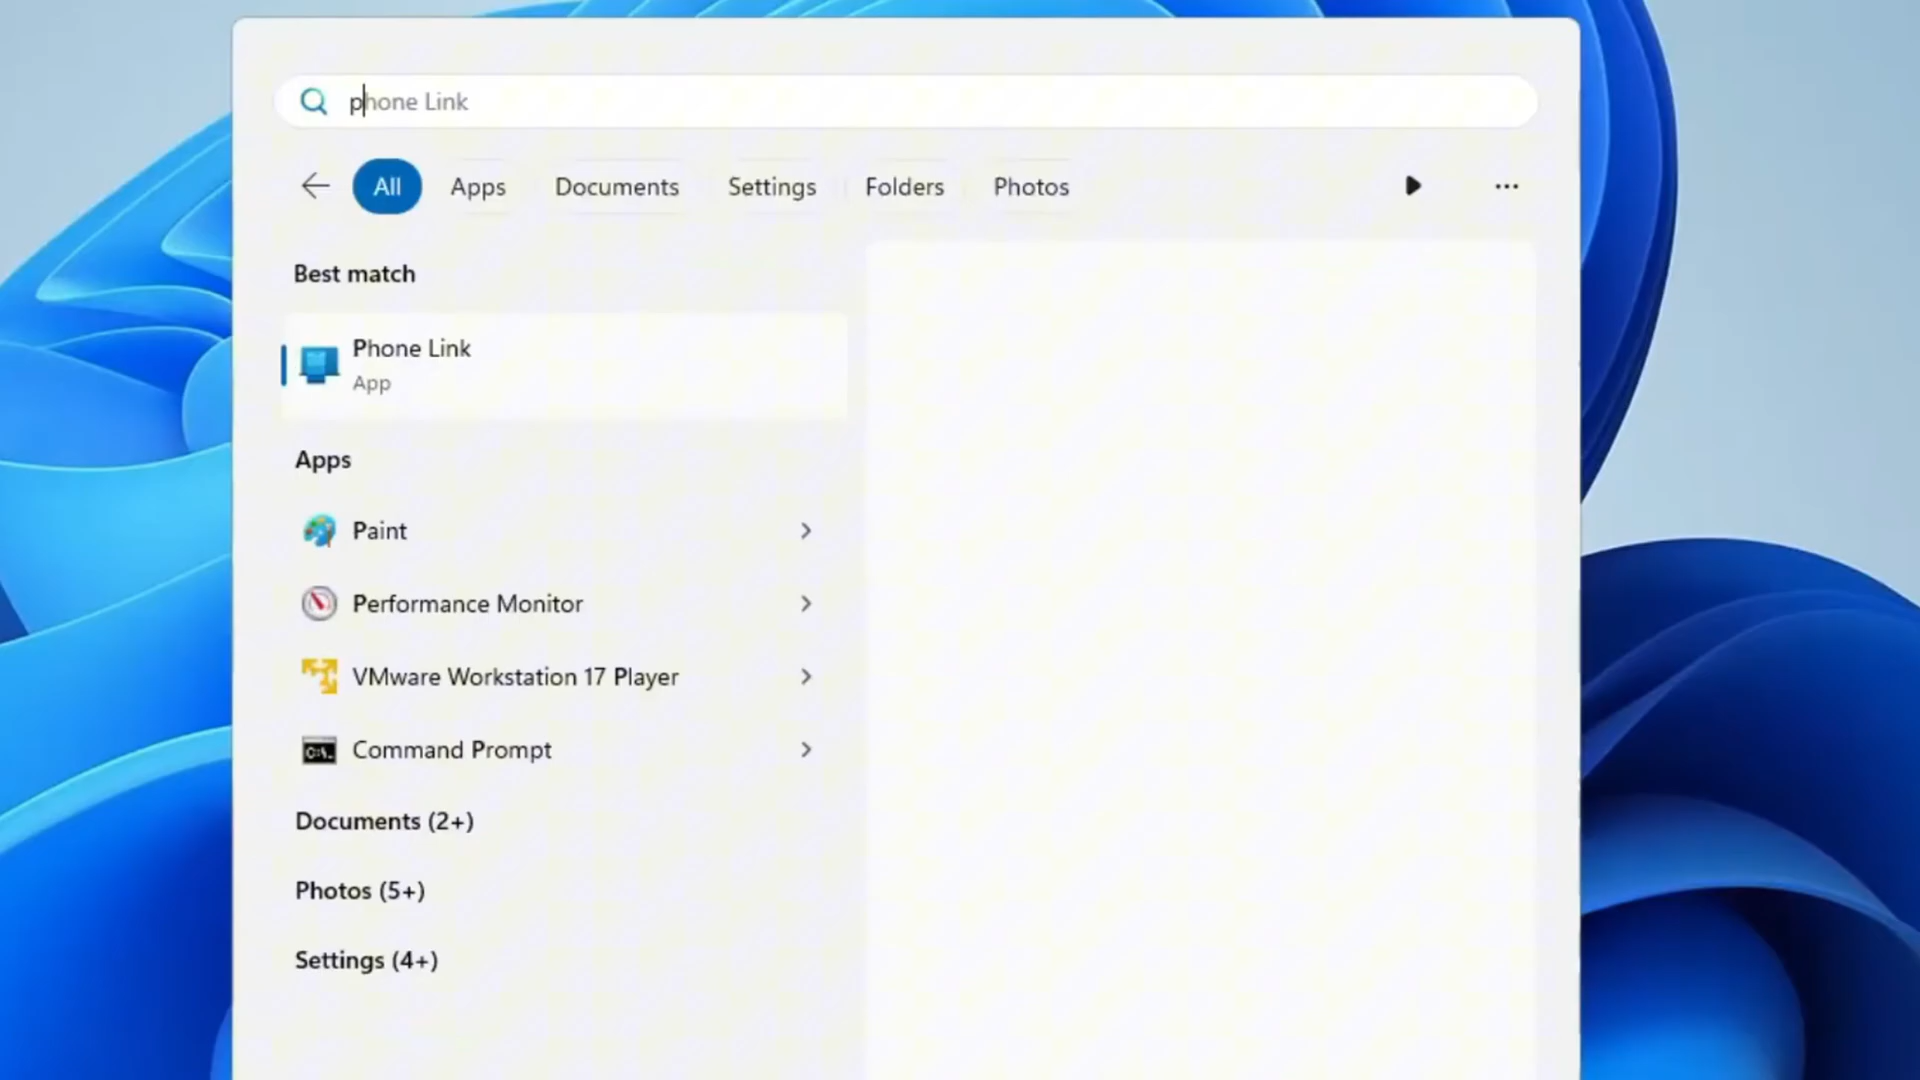 phone Link
All Apps Documents Settings Folders Photos
Best match
Phone Link
App
Apps
Paint
Performance Monitor
VMware Workstation 17 Player
C:\.
Command Prompt
Documents (2+)
Photos (5+)
Settings (4+)